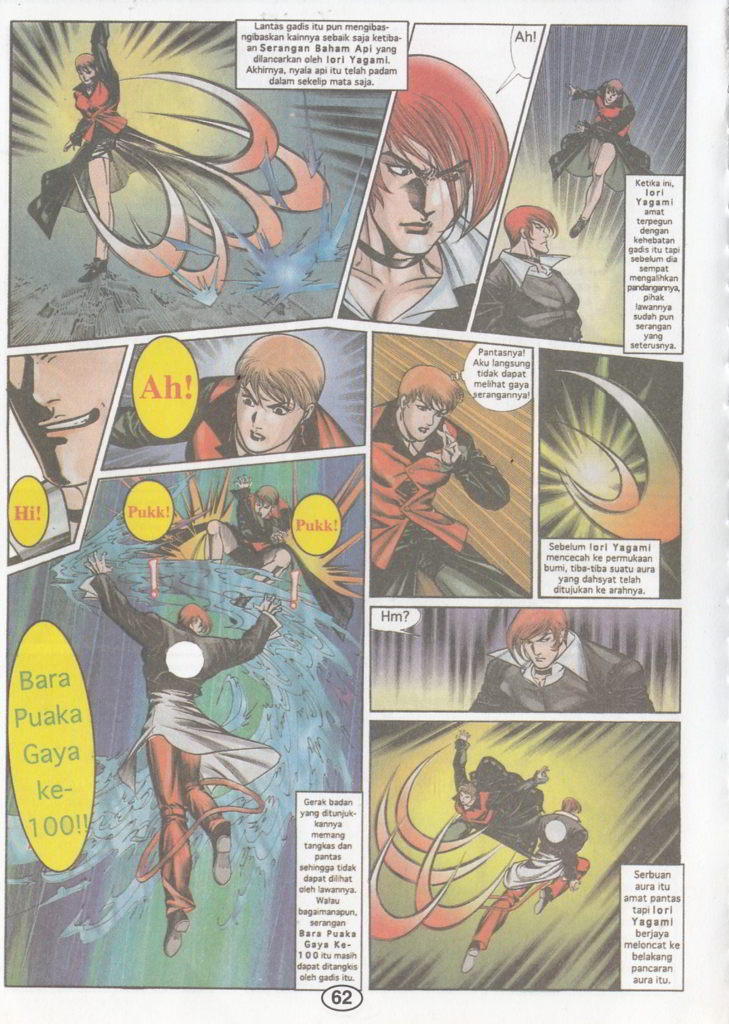 Lantas gadis itu pun mengibas-
ngibaskan kainnya sebaik saja ketiba-
an Serangan Baham Api yang
dilancarkan oleh Iori Yagami.
Akhirnya, nyala api itu telah padam
dalam sekelip mata saja.
Ah!
Ketika ini,
Iori
Yagami
amat
terpegun
dengan
kehebatan
gadis itu tapi
sebelum dia
sempat
mengalihkan
pandangannya,
pihak
lawannya
sudah pun
serangan
yang
seterusnya.
Hi!
Ah!
Pantasnya!
Aku langsung
tidak dapat
melihat gaya
serangannya!
Sebelum Iori Yagami
mencecah ke permukaan
bumi, tiba-tiba suatu aura
yang dahsyat telah
ditujukan ke arahnya.
Pukk!
Pukk!
!
!
Bara
Puaka
Gaya
ke-
100!!
Gerak badan
yang ditunjuk-
kannya
memang
tangkas dan
pantas
sehingga tidak
dapat dilihat
oleh lawannya.
Walau
bagaimanapun,
serangan
Bara Puaka
Gaya Ke-
100 itu masih
dapat ditangkis
oleh gadis itu.
Hm?
Serbuan
aura itu
amat pantas
tapi Iori
Yagami
berjaya
meloncat ke
belakang
pancaran
aura itu.
62